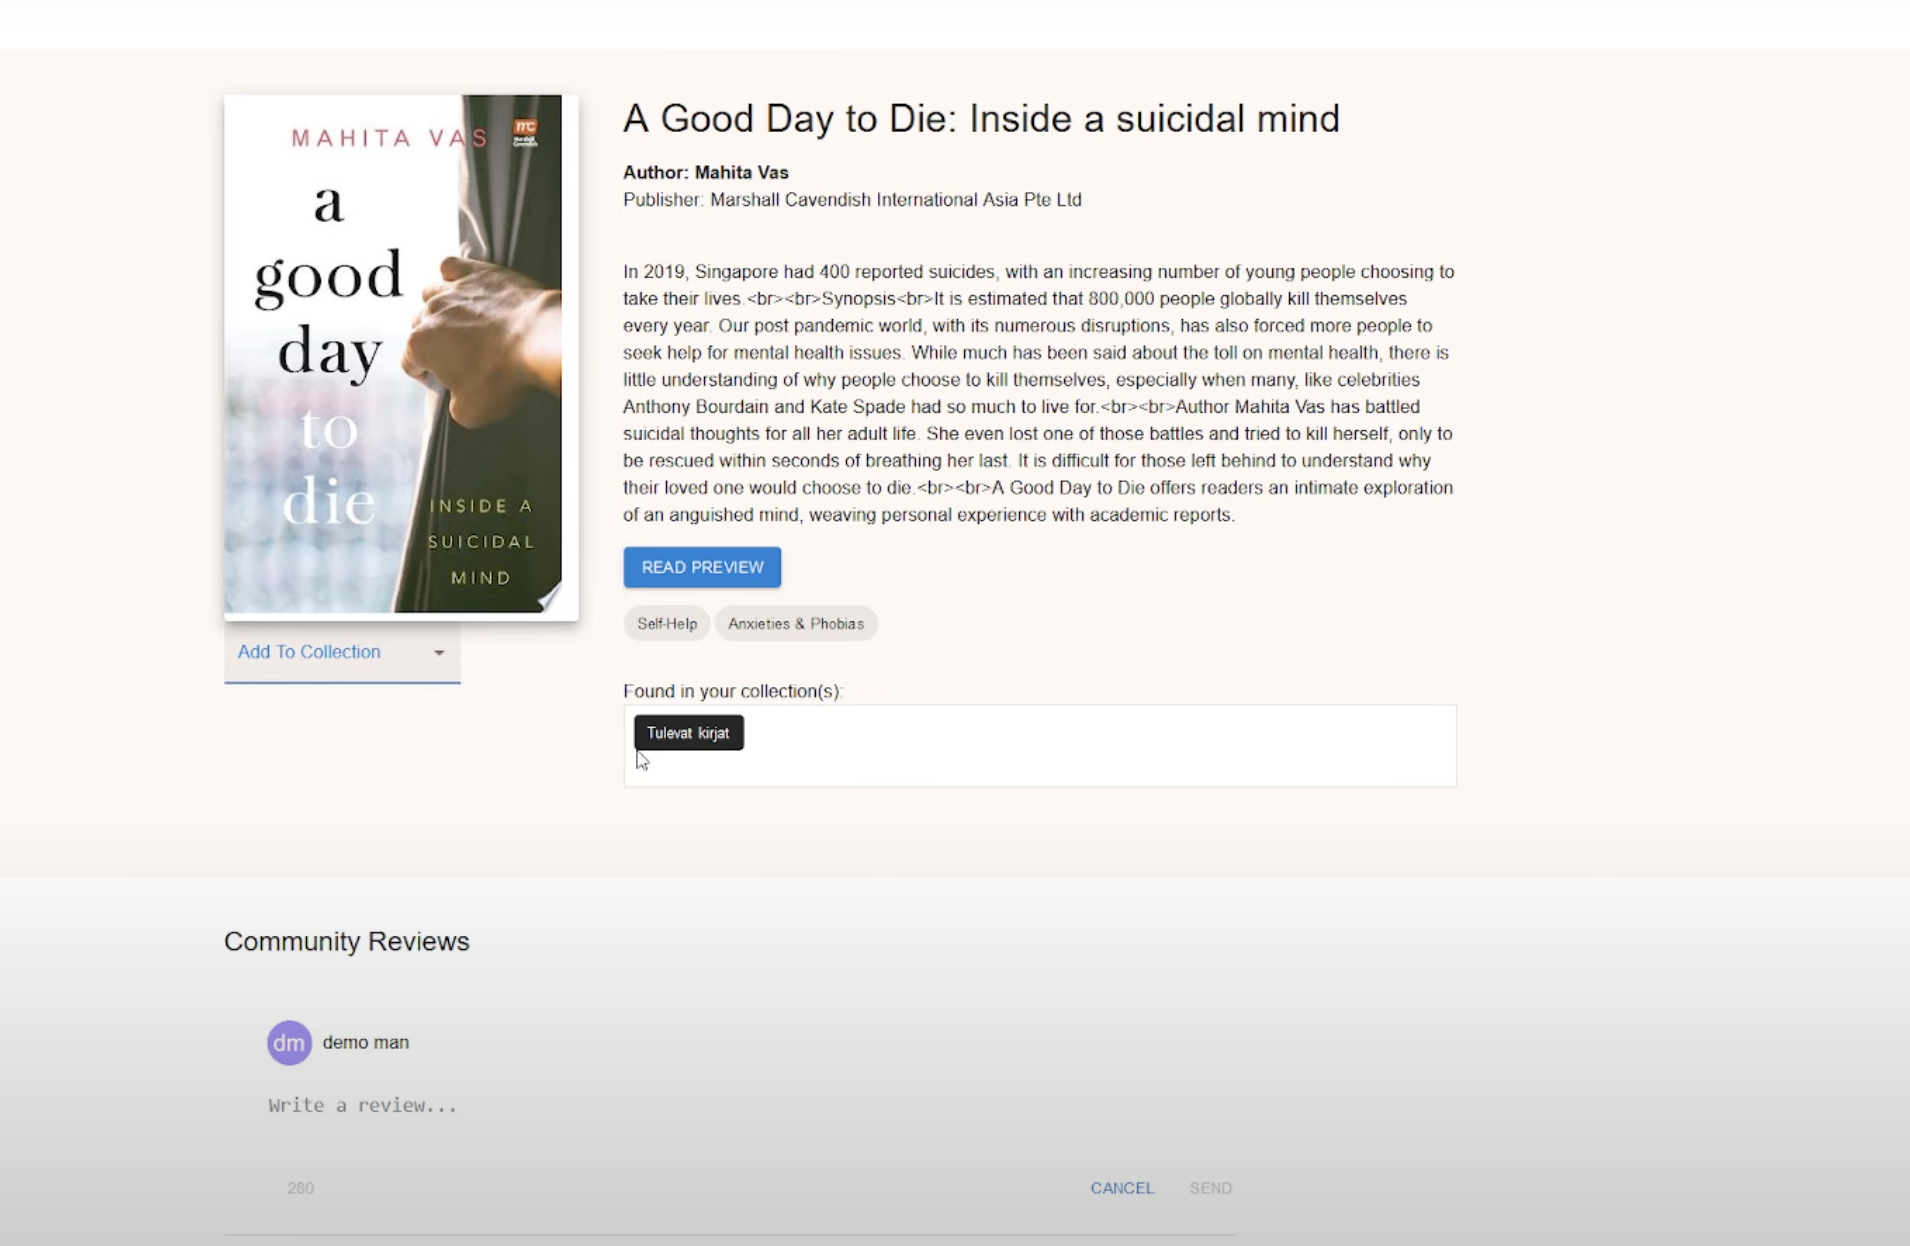 MAHITA VAS
mc
Marshall
Cavendish
a
good
day
to
die
INSIDE A
SUICIDAL
MIND
Add To Collection
A Good Day to Die: Inside a suicidal mind
Author: Mahita Vas
Publisher: Marshall Cavendish International Asia Pte Ltd
In 2019, Singapore had 400 reported suicides, with an increasing number of young people choosing to
take their lives.<br><br>Synopsis<br>It is estimated that 800,000 people globally kill themselves
every year. Our post pandemic world, with its numerous disruptions, has also forced more people to
seek help for mental health issues. While much has been said about the toll on mental health, there is
little understanding of why people choose to kill themselves, especially when many, like celebrities
Anthony Bourdain and Kate Spade had so much to live for.<br><br>Author Mahita Vas has battled
suicidal thoughts for all her adult life. She even lost one of those battles and tried to kill herself, only to
be rescued within seconds of breathing her last. It is difficult for those left behind to understand why
their loved one would choose to die.<br><br>A Good Day to Die offers readers an intimate exploration
of an anguished mind, weaving personal experience with academic reports.
READ PREVIEW
Self-Help
Anxieties & Phobias
Found in your collection(s):
Tulevat kirjat
Community Reviews
dm
demo man
Write a review...
280
CANCEL
SEND